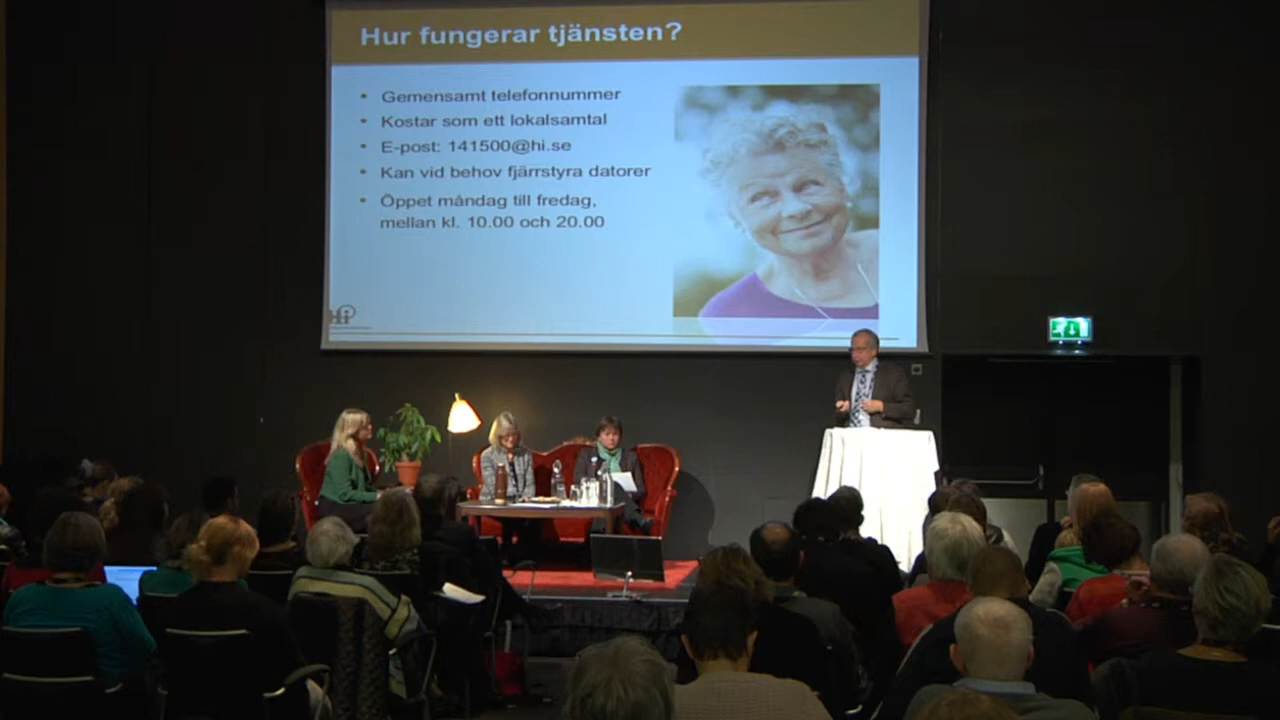 Hur fungerar tjänsten?
• Gemensamt telefonnummer
• Kostar som ett lokalsamtal
• E-post: 141500@hi.se
• Kan vid behov fjärrstyra datorer
• Öppet måndag till fredag,
mellan kl. 10.00 och 20.00
Hi